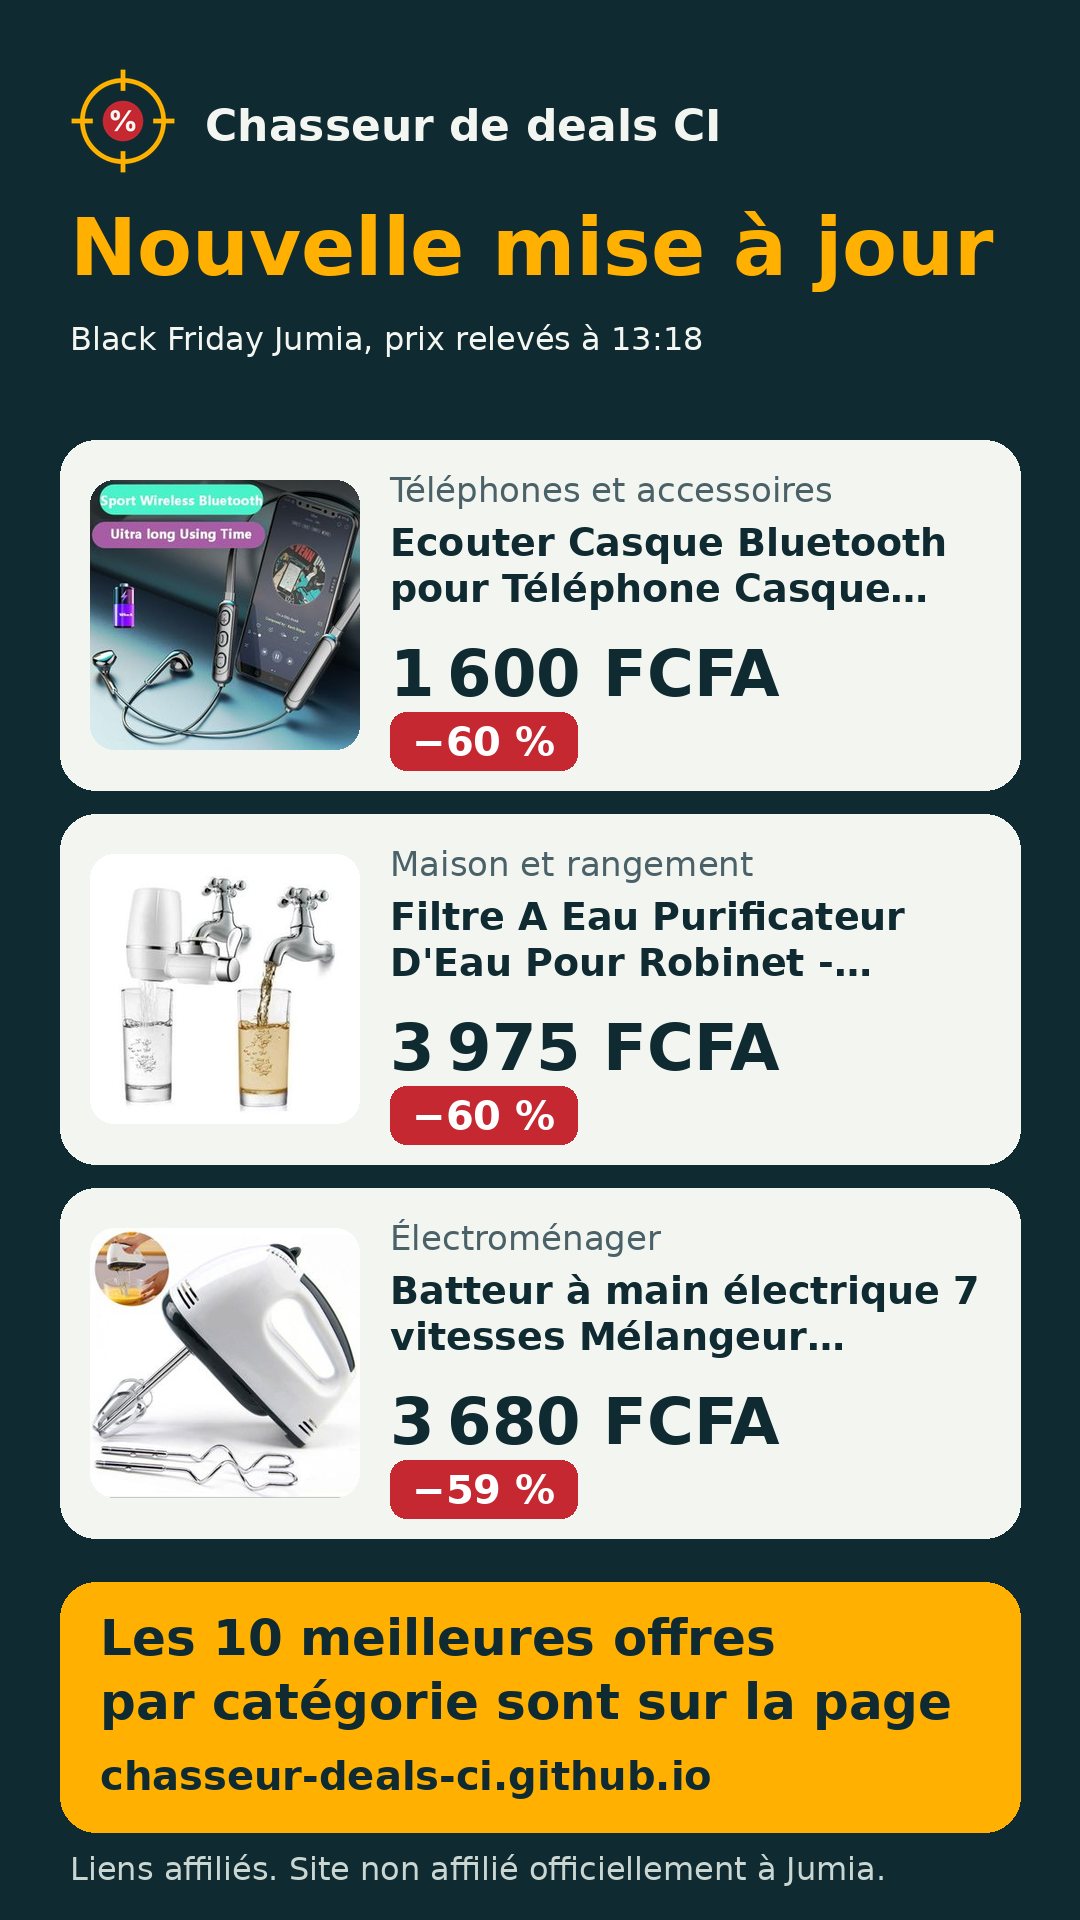 %
Chasseur de deals CI
Nouvelle mise à jour
Black Friday Jumia, prix relevés à 13:18
Sport Wireless Bluetooth
Uitra long Using Time
Téléphones et accessoires
Ecouter Casque Bluetooth
pour Téléphone Casque…
1 600 FCFA
−60 %
Maison et rangement
Filtre A Eau Purificateur
D'Eau Pour Robinet -…
3 975 FCFA
−60 %
Électroménager
Batteur à main électrique 7
vitesses Mélangeur…
3 680 FCFA
−59 %
Les 10 meilleures offres
par catégorie sont sur la page
chasseur-deals-ci.github.io
Liens affiliés. Site non affilié officiellement à Jumia.